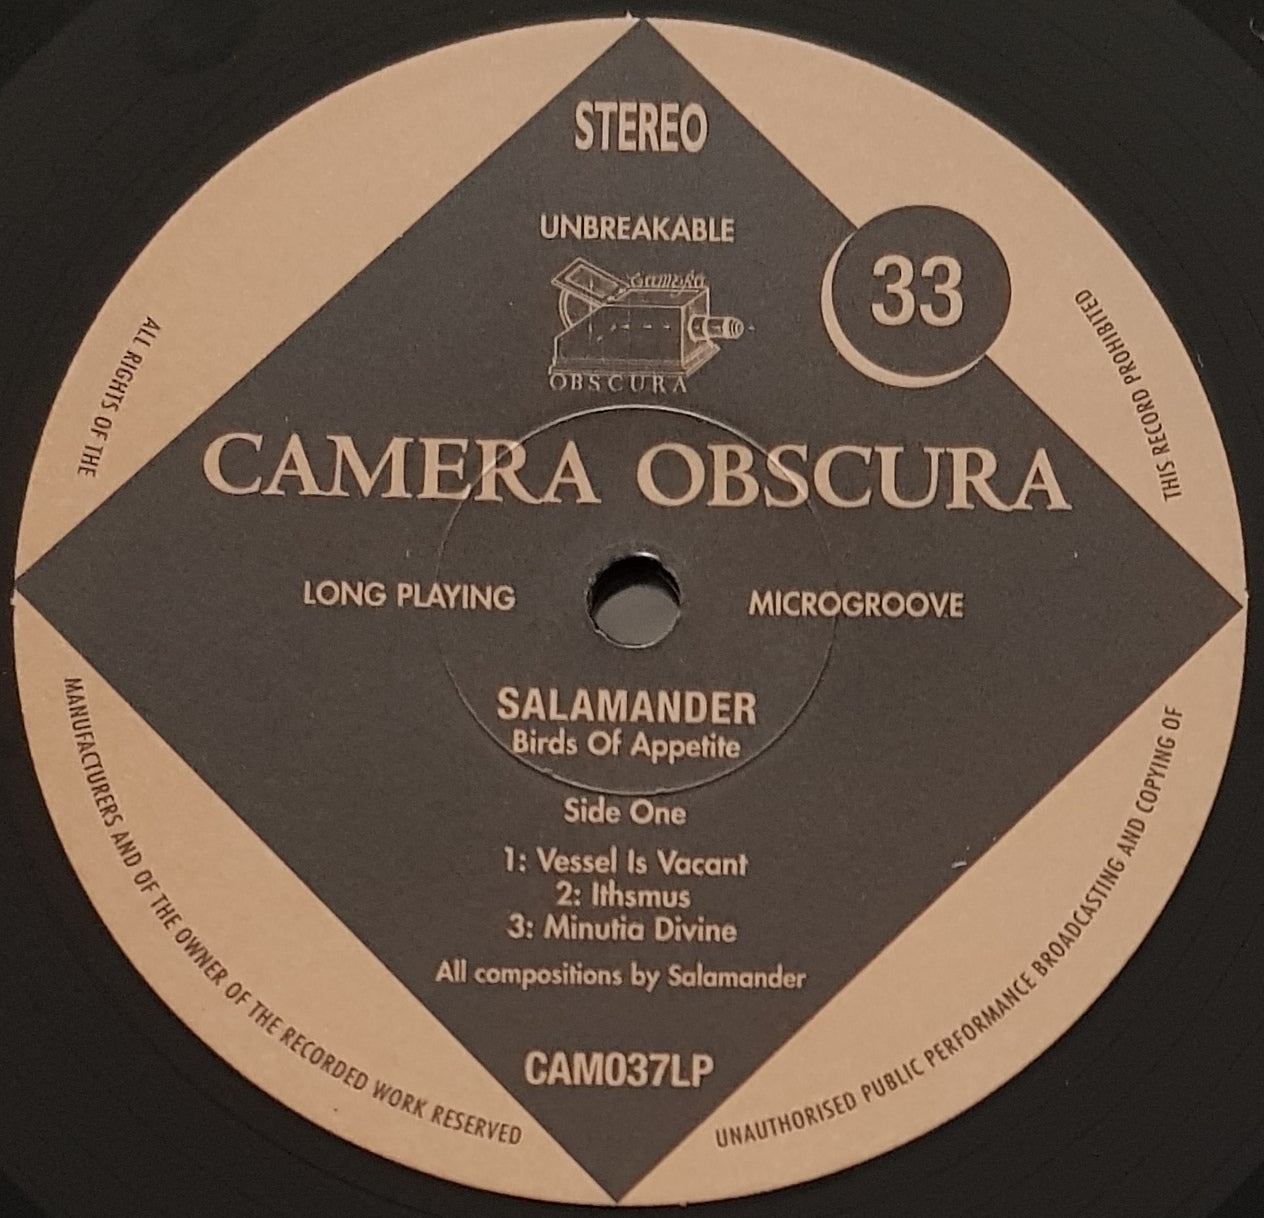 STEREO
UNBREAKABLE
Camera
OBSCURA
33
CAMERA OBSCURA
LONG PLAYING
MICROGROOVE
SALAMANDER
Birds Of Appetite
Side One
1: Vessel Is Vacant
2: Ithsmus
3: Minutia Divine
All compositions by Salamander
CAM037LP
ALL RIGHTS OF THE
MANUFACTURERS AND OF THE OWNER OF THE RECORDED WORK RESERVED
UNAUTHORISED PUBLIC PERFORMANCE BROADCASTING AND COPYING OF
THIS RECORD PROHIBITED